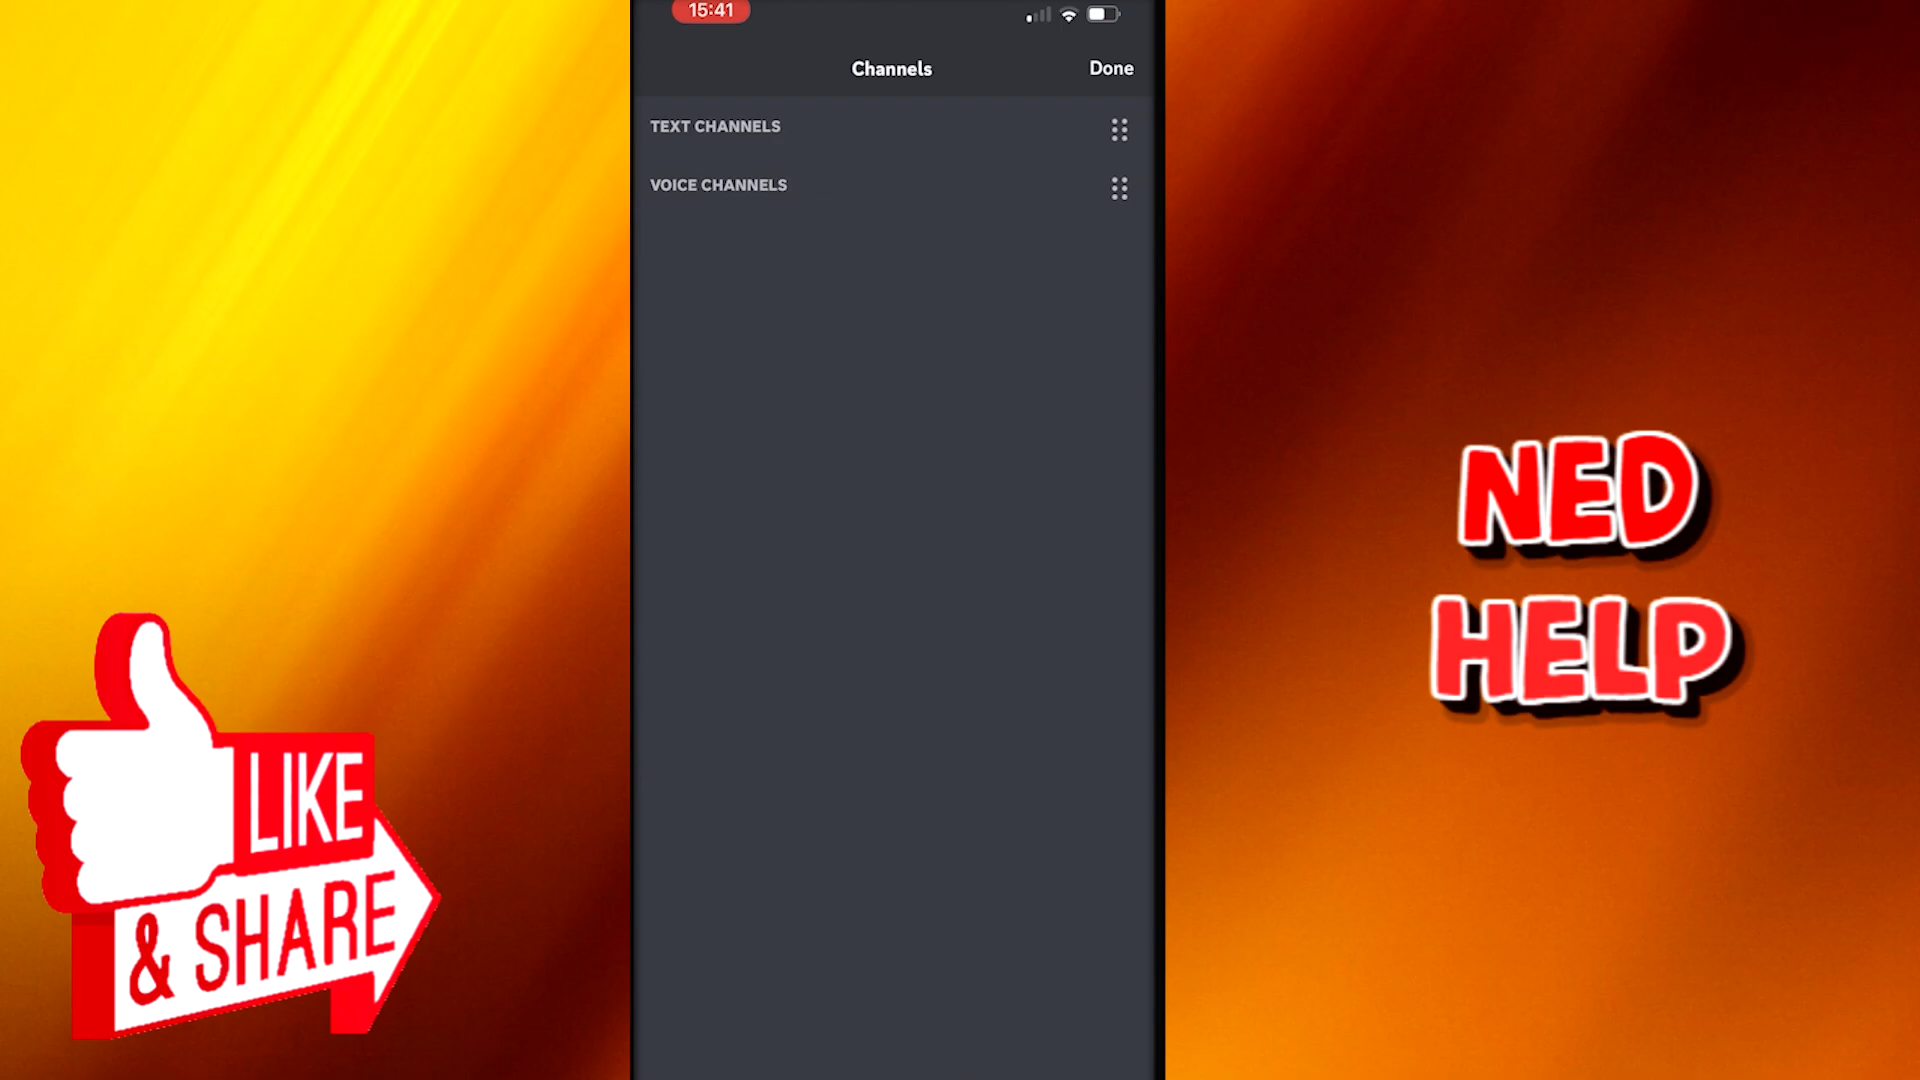 15:41
Channels
Done
TEXT CHANNELS
VOICE CHANNELS
NED
HELP
LIKE
& SHARE